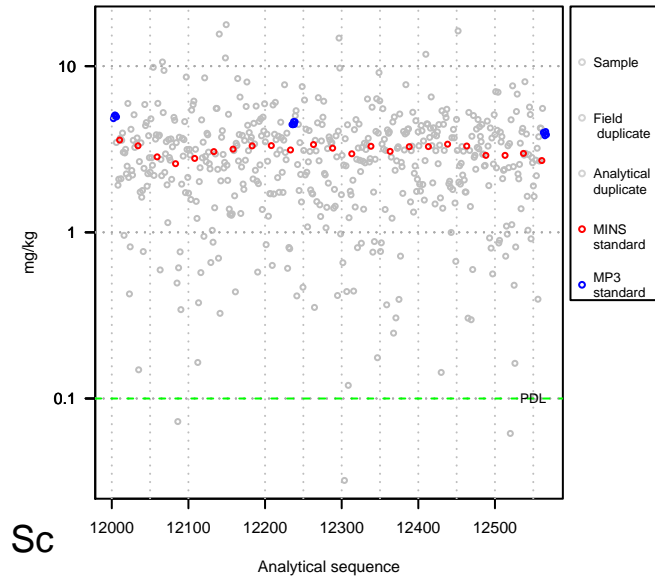 10
1
0.1
mg/kg
PDL
12000 12100 12200 12300 12400 12500
Analytical sequence
Sc
Sample
Field
duplicate
Analytical
duplicate
MINS
standard
MP3
standard